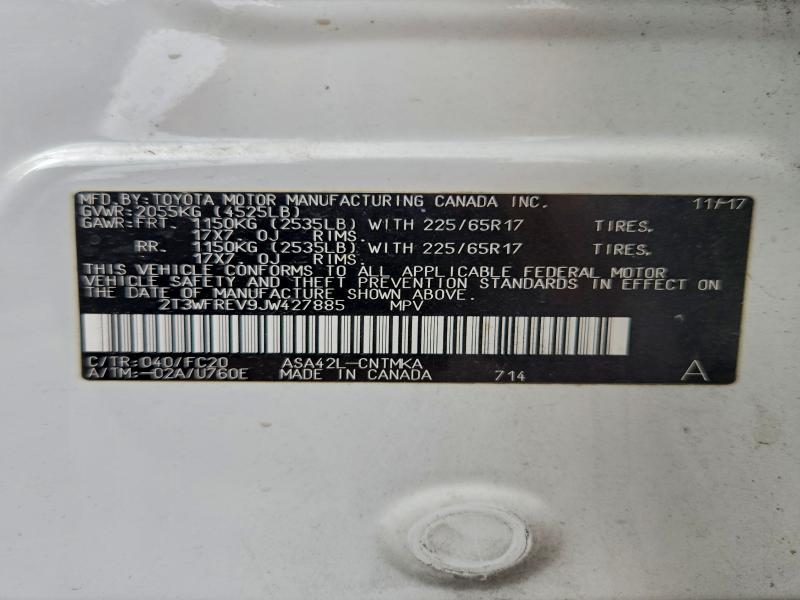 MFD BY:TOYOTA MOTOR MANUFACTURING CANADA INC. 11/17
GVWR:2055KG (4525LB)
GAWR:FRT. 1150KG (2535LB) WITH 225/65R17 TIRES,
17X7. 0J RIMS.
RR. 1150KG (2535LB) WITH 225/65R17 TIRES,
17X7. 0J RIMS.
THIS VEHICLE CONFORMS TO ALL APPLICABLE FEDERAL MOTOR
VEHICLE SAFETY AND THEFT PREVENTION STANDARDS IN EFFECT ON
THE DATE OF MANUFACTURE SHOWN ABOVE.
2T3WFREV9JW427885 MPV
C/TR:040/FC20 ASA42L-CNTMKA
A/TM:-02A/U760E MADE IN CANADA 714 A